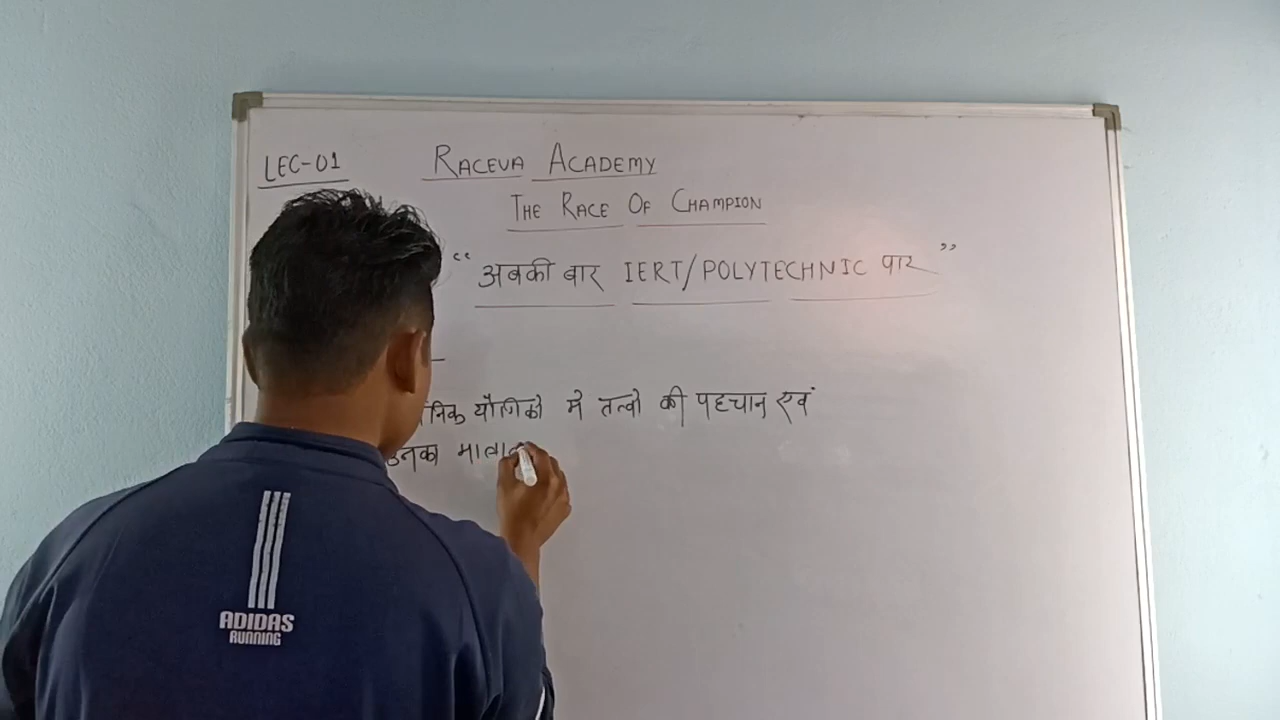 LEC-01 RACEVA ACADEMY
THE RACE OF CHAMPION
“ अबकी बार IERT/POLYTECHNIC पार ”
यौगिको मे तत्वो की पहचान एवं
उनका
ADIDAS
RUNNING